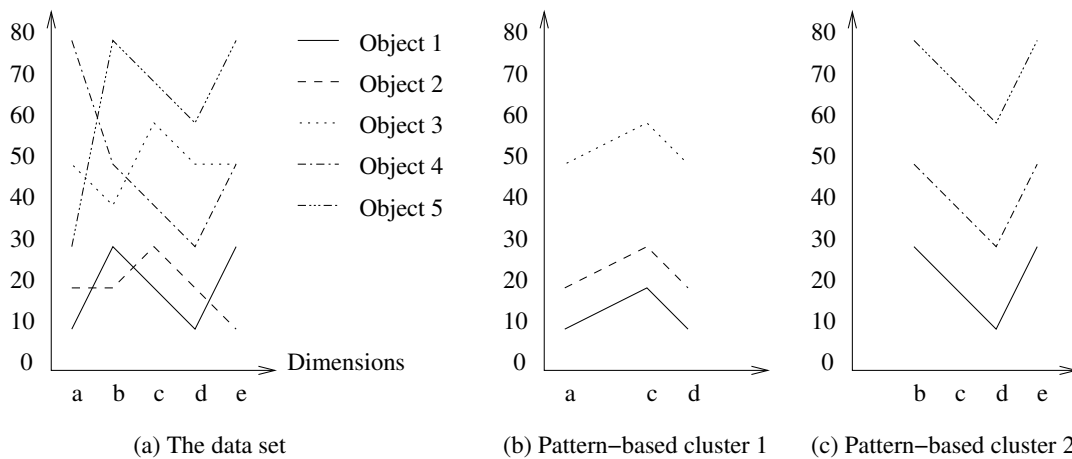 80
70
60
50
40
30
20
10
0
a b c d e
Dimensions
Object 1
Object 2
Object 3
Object 4
Object 5
(a) The data set
80
70
60
50
40
30
20
10
0
a c d
(b) Pattern-based cluster 1
80
70
60
50
40
30
20
10
0
b c d e
(c) Pattern-based cluster 2